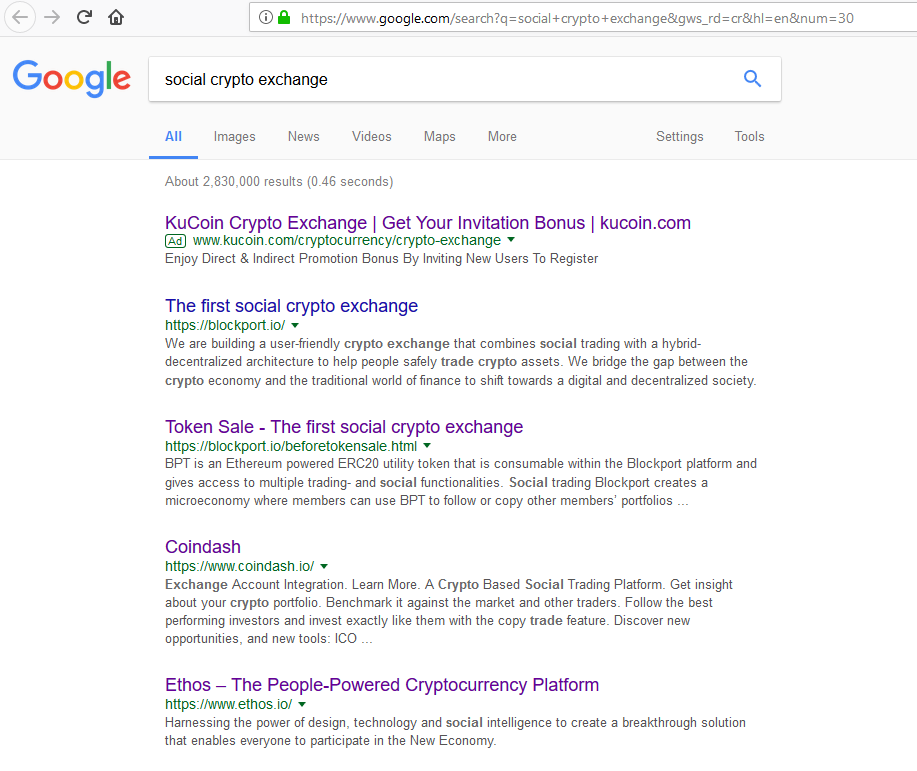 https://www.google.com/search?q=social+crypto+exchange&gws_rd=cr&hl=en&num=30
Google
social crypto exchange
All Images News Videos Maps More Settings Tools
About 2,830,000 results (0.46 seconds)
KuCoin Crypto Exchange | Get Your Invitation Bonus | kucoin.com
Ad www.kucoin.com/cryptocurrency/crypto-exchange
Enjoy Direct & Indirect Promotion Bonus By Inviting New Users To Register
The first social crypto exchange
https://blockport.io/
We are building a user-friendly crypto exchange that combines social trading with a hybrid-
decentralized architecture to help people safely trade crypto assets. We bridge the gap between the
crypto economy and the traditional world of finance to shift towards a digital and decentralized society.
Token Sale - The first social crypto exchange
https://blockport.io/beforetokensale.html
BPT is an Ethereum powered ERC20 utility token that is consumable within the Blockport platform and
gives access to multiple trading- and social functionalities. Social trading Blockport creates a
microeconomy where members can use BPT to follow or copy other members’ portfolios ...
Coindash
https://www.coindash.io/
Exchange Account Integration. Learn More. A Crypto Based Social Trading Platform. Get insight
about your crypto portfolio. Benchmark it against the market and other traders. Follow the best
performing investors and invest exactly like them with the copy trade feature. Discover new
opportunities, and new tools: ICO ...
Ethos – The People-Powered Cryptocurrency Platform
https://www.ethos.io/
Harnessing the power of design, technology and social intelligence to create a breakthrough solution
that enables everyone to participate in the New Economy.